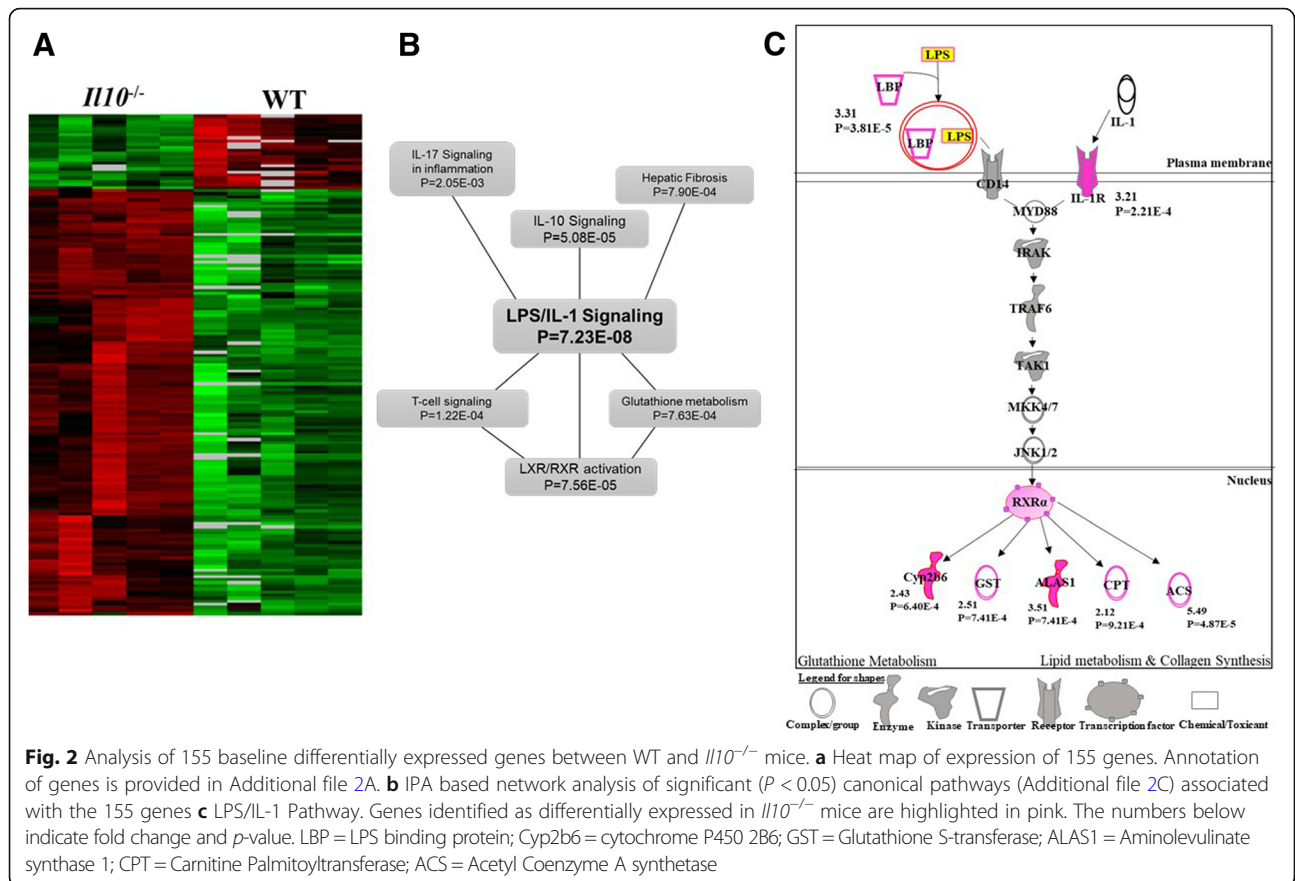 A
Il10-/-
WT
B
IL-17 Signaling
in inflammation
P=2.05E-03
Hepatic Fibrosis
P=7.90E-04
IL-10 Signaling
P=5.08E-05
LPS/IL-1 Signaling
P=7.23E-08
T-cell signaling
P=1.22E-04
Glutathione metabolism
P=7.63E-04
LXR/RXR activation
P=7.56E-05
C
LPS
LBP
3.31
P=3.81E-5
LBP
LPS
IL-1
Plasma membrane
CD14
IL-1R
3.21
P=2.21E-4
MYD88
IRAK
TRAF6
TAK1
MKK4/7
JNK1/2
Nucleus
RXRα
Cyp2b6
2.43
P=6.40E-4
GST
2.51
P=7.41E-4
ALAS1
3.51
P=7.41E-4
CPT
2.12
P=9.21E-4
ACS
5.49
P=4.87E-5
Glutathione Metabolism
Lipid metabolism & Collagen Synthesis
Legend for shapes
Complex/group
Enzyme
Kinase
Transporter
Receptor
Transcription factor
Chemical/Toxicant
Fig. 2 Analysis of 155 baseline differentially expressed genes between WT and Il10−/− mice. a Heat map of expression of 155 genes. Annotation
of genes is provided in Additional file 2A. b IPA based network analysis of significant (P < 0.05) canonical pathways (Additional file 2C) associated
with the 155 genes c LPS/IL-1 Pathway. Genes identified as differentially expressed in Il10−/− mice are highlighted in pink. The numbers below
indicate fold change and p-value. LBP = LPS binding protein; Cyp2b6 = cytochrome P450 2B6; GST = Glutathione S-transferase; ALAS1 = Aminolevulinate
synthase 1; CPT = Carnitine Palmitoyltransferase; ACS = Acetyl Coenzyme A synthetase